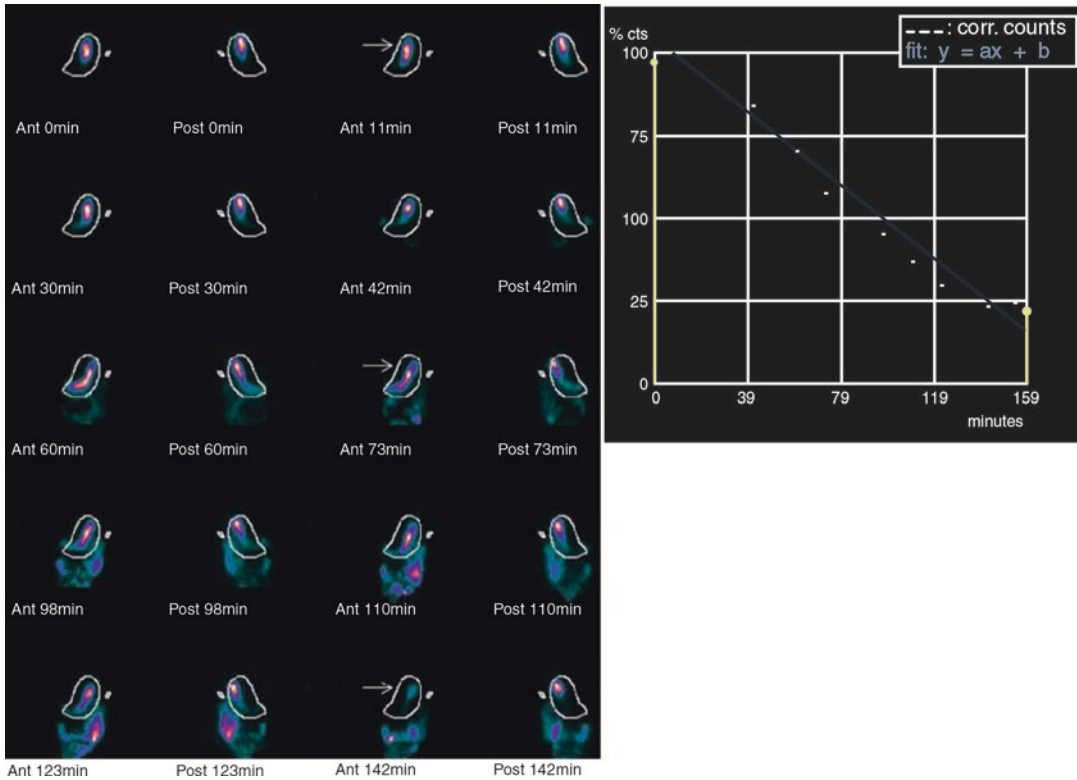 Ant 0min Post 0min Ant 11min Post 11min
Ant 30min Post 30min Ant 42min Post 42min
Ant 60min Post 60min Ant 73min Post 73min
Ant 98min Post 98min Ant 110min Post 110min
Ant 123min Post 123min Ant 142min Post 142min
% cts
---: corr. counts
fit: y = ax + b
100
75
100
25
0
0 39 79 119 159
minutes